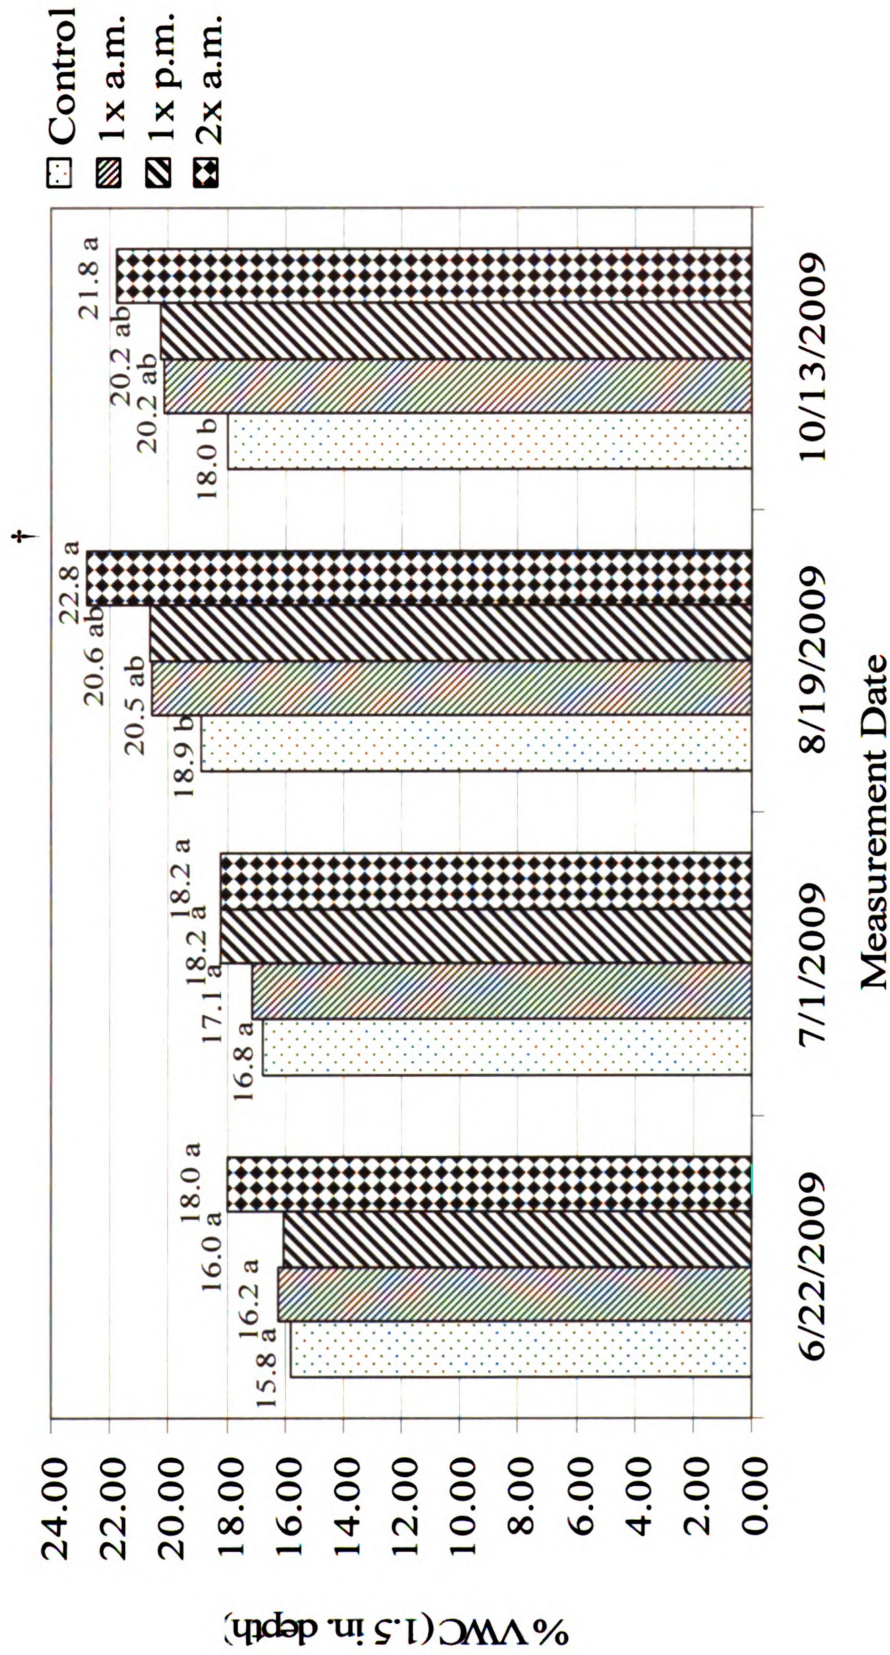 Control
1x a.m.
1x p.m.
2x a.m.
†
24.00
22.00
20.00
18.00
16.00
14.00
12.00
10.00
8.00
6.00
4.00
2.00
0.00
% VWC (1.5 in. depth)
15.8 a
16.2 a
16.0 a
18.0 a
16.8 a
17.1 a
18.2 a
18.2 a
18.9 b
20.5 ab
20.6 ab
22.8 a
18.0 b
20.2 ab
20.2 ab
21.8 a
6/22/2009
7/1/2009
8/19/2009
10/13/2009
Measurement Date